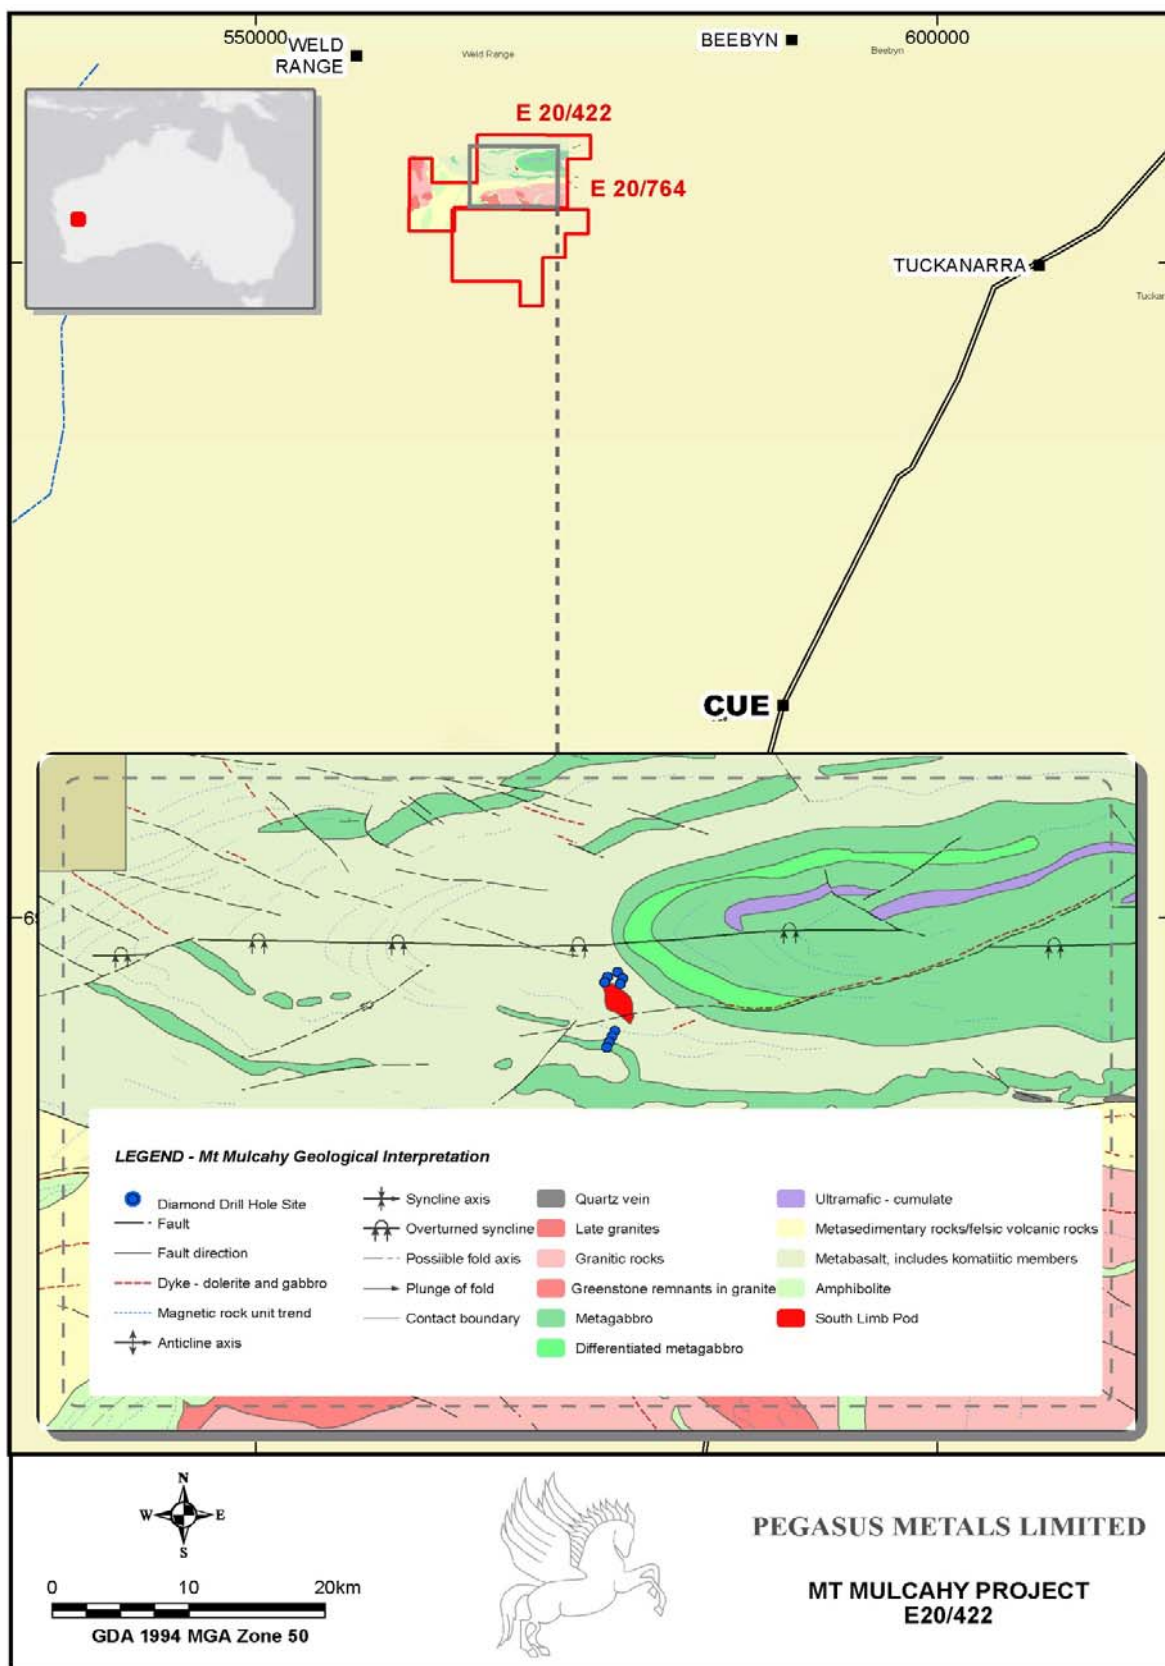 550000
600000
WELD
RANGE
Weld Range
BEEBYN
Beebyn
E 20/422
E 20/764
TUCKANARRA
CUE
LEGEND - Mt Mulcahy Geological Interpretation
Diamond Drill Hole Site
Fault
Fault direction
Dyke - dolerite and gabbro
Magnetic rock unit trend
Anticline axis
Syncline axis
Overturned syncline
Possiible fold axis
Plunge of fold
Contact boundary
Quartz vein
Late granites
Granitic rocks
Greenstone remnants in granite
Metagabbro
Differentiated metagabbro
Ultramafic - cumulate
Metasedimentary rocks/felsic volcanic rocks
Metabasalt, includes komatiitic members
Amphibolite
South Limb Pod
N
W E
S
0 10 20km
GDA 1994 MGA Zone 50
PEGASUS METALS LIMITED
MT MULCAHY PROJECT
E20/422